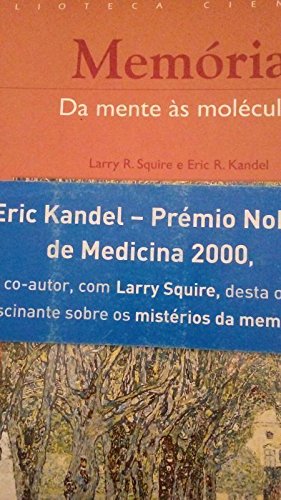 BIBLIOTECA CIEN
Memória
Da mente às molécul
Larry R. Squire e Eric R. Kandel
Eric Kandel – Prémio Nob
de Medicina 2000,
co-autor, com Larry Squire, desta o
scinante sobre os mistérios da mem